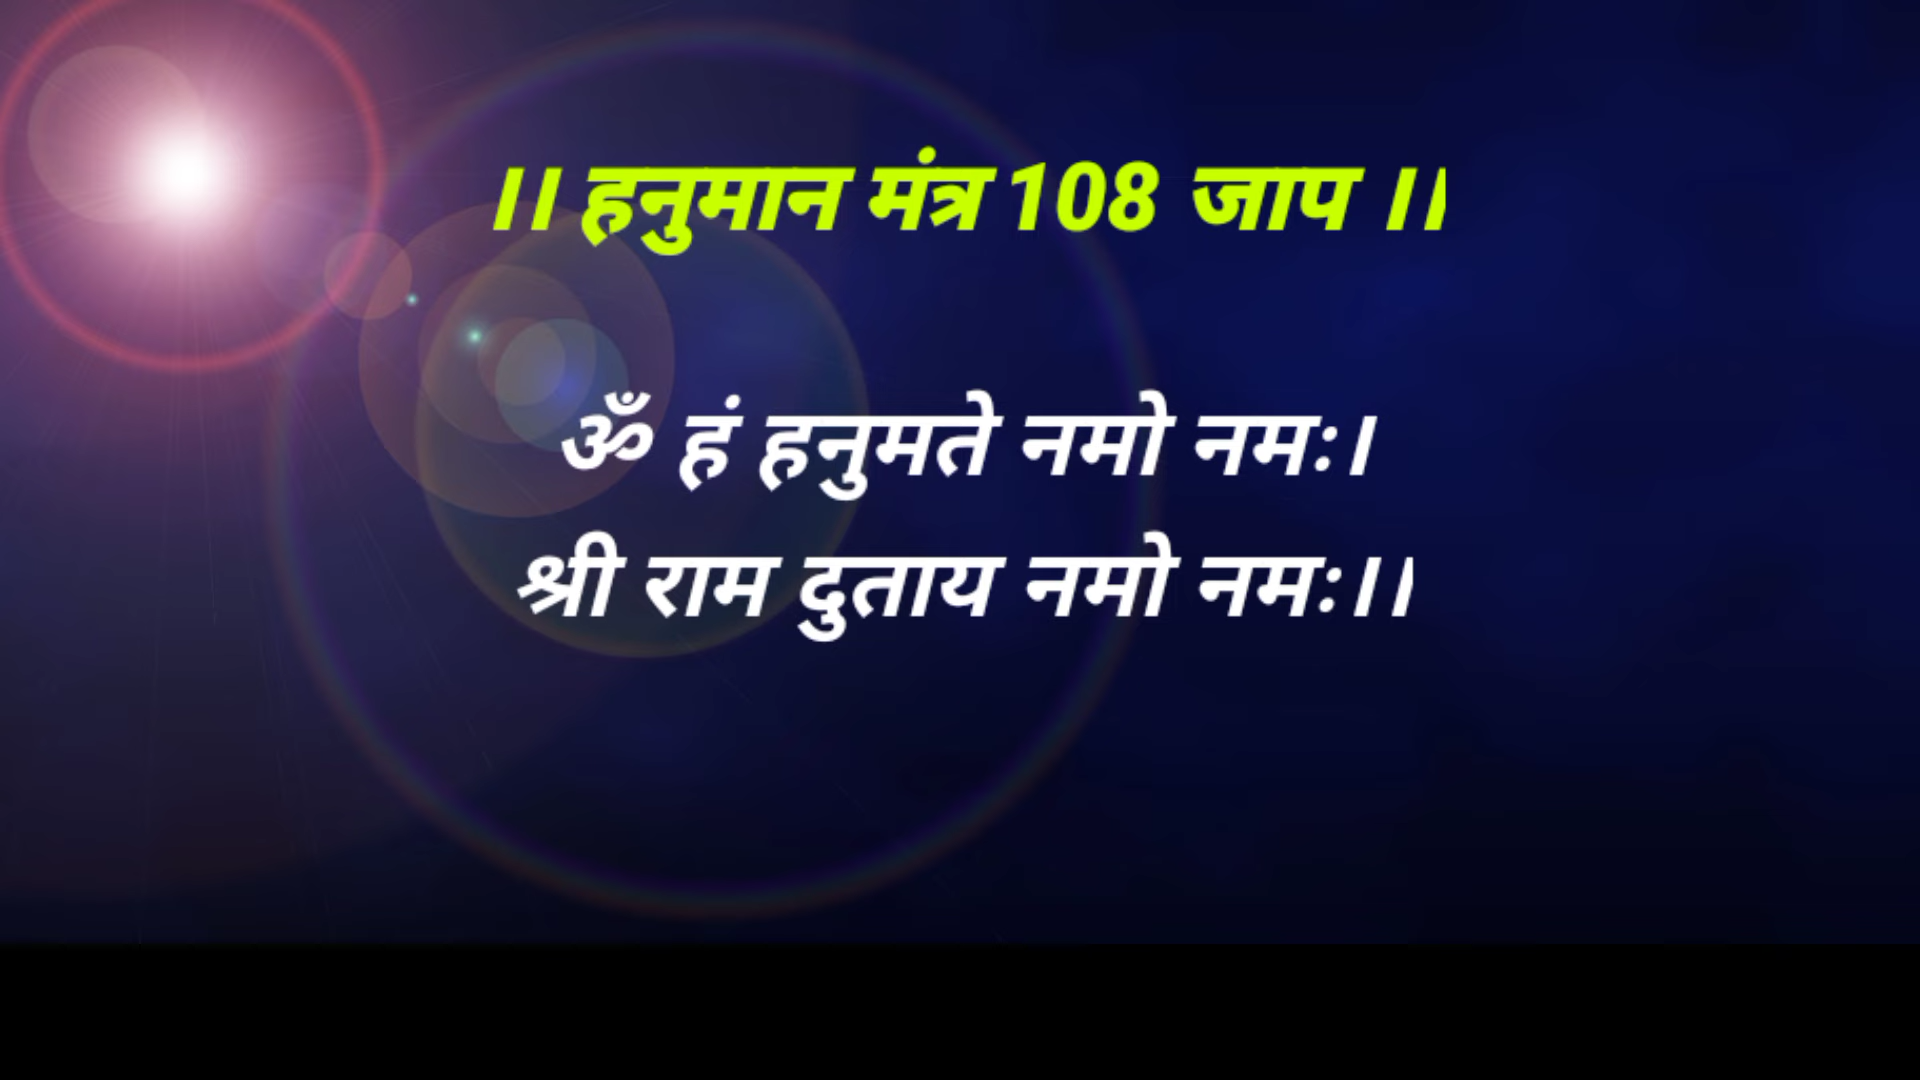 ।। हनुमान मंत्र 108 जाप ।।
ॐ हं हनुमते नमो नमः।
श्री राम दुताय नमो नमः।।